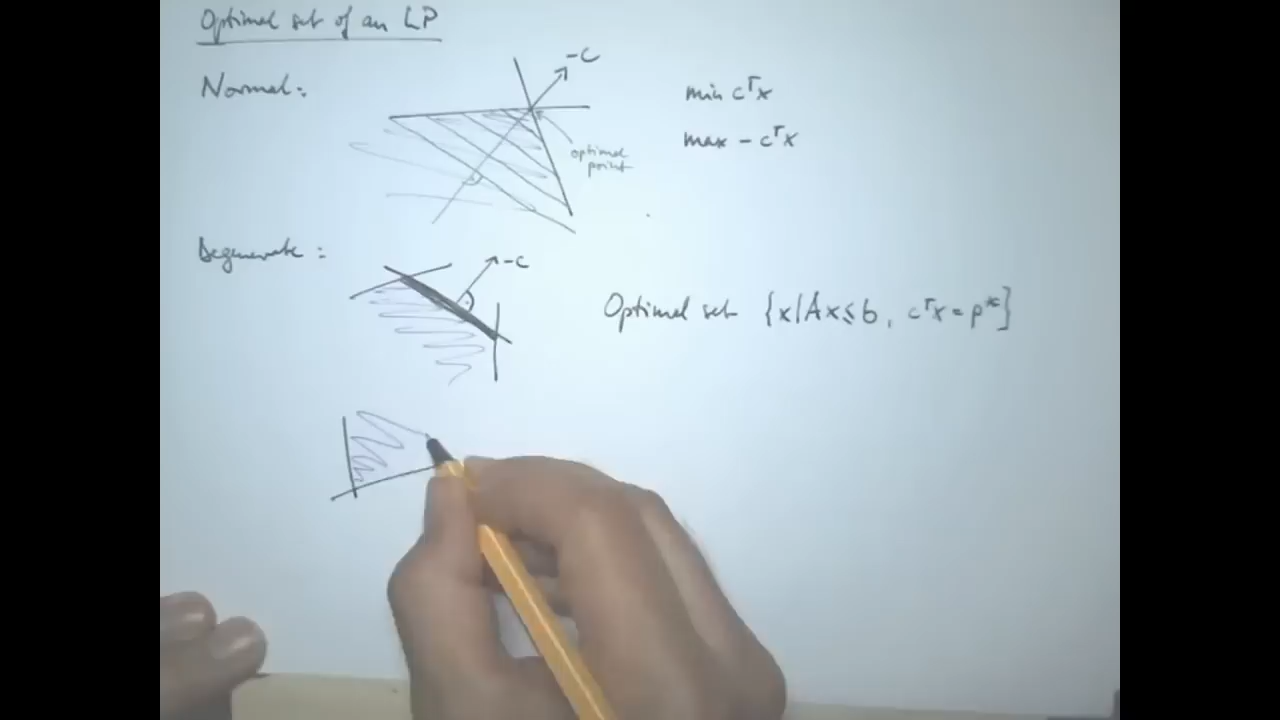 Optimal set of an LP
Normal:
-c
optimal
point
min cᵀx
max - cᵀx
Degenerate:
-c
Optimal set {x|Ax≤b, cᵀx=p*}